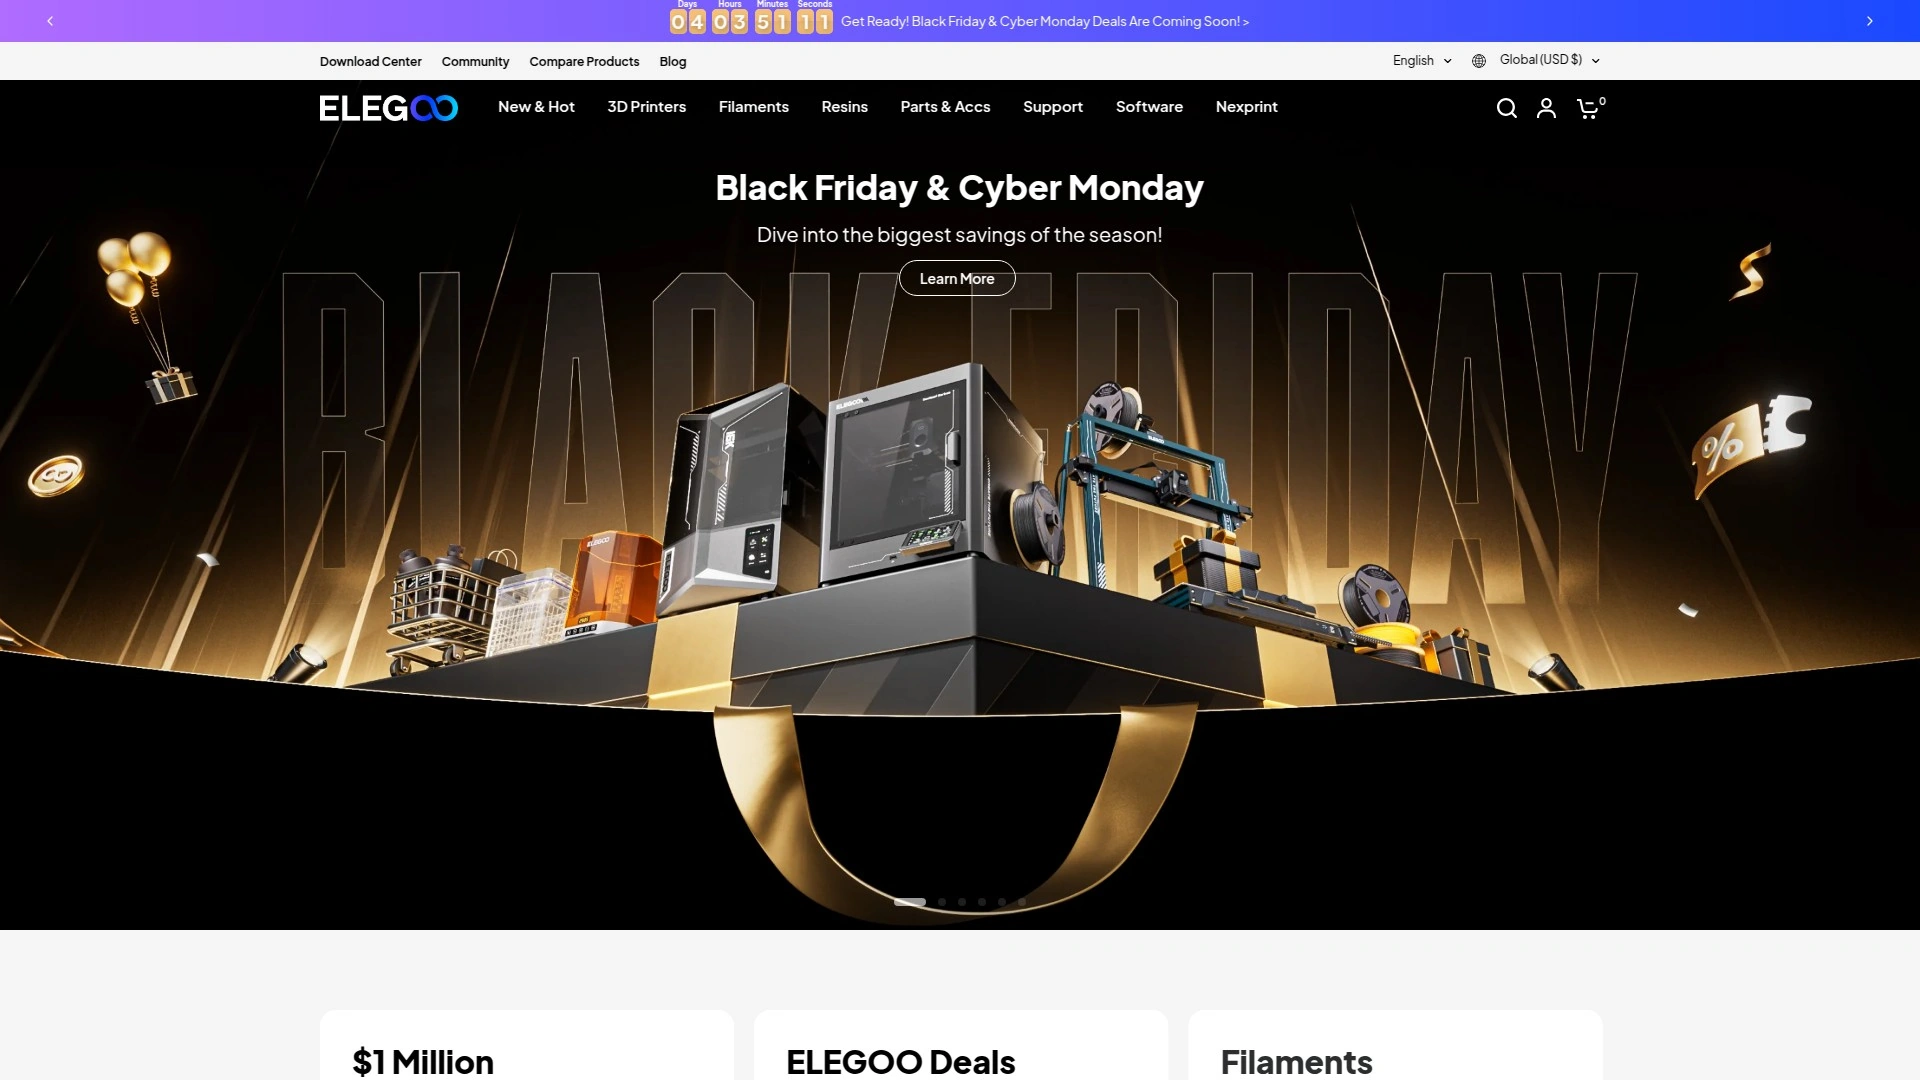 Days Hours Minutes Seconds
04 03 51 11 Get Ready! Black Friday & Cyber Monday Deals Are Coming Soon! >
Download Center Community Compare Products Blog
English Global (USD $)
ELEGOO New & Hot 3D Printers Filaments Resins Parts & Accs Support Software Nexprint 0
Black Friday & Cyber Monday
Dive into the biggest savings of the season!
Learn More
BLACK FRIDAY
%
ELEGOO
ELEGOO
$1 Million ELEGOO Deals Filaments